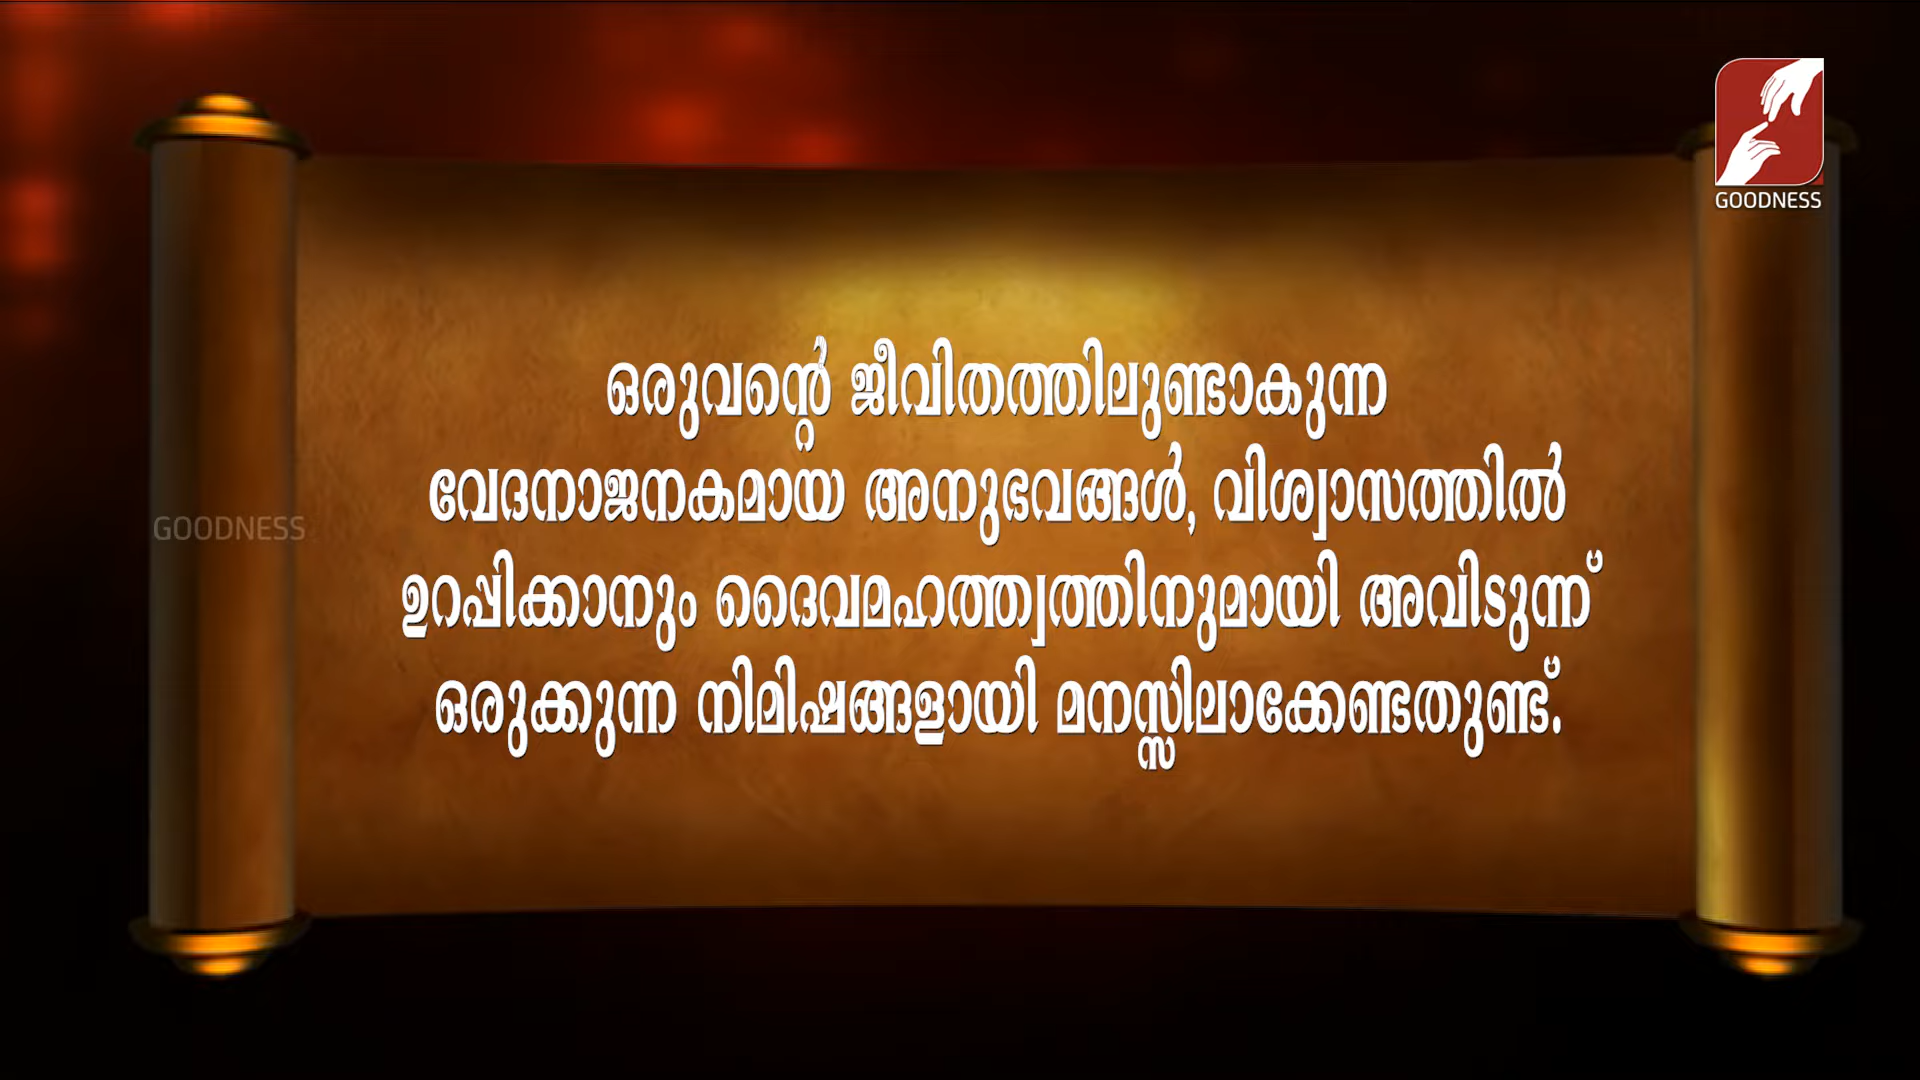 GOODNESS
ഒരുവന്റെ ജീവിതത്തിലുണ്ടാകുന്ന
വേദനാജനകമായ അനുഭവങ്ങൾ, വിശ്വാസത്തിൽ
GOODNESS
ഉറപ്പിക്കാനും ദൈവമഹത്ത്വത്തിനുമായി അവിടുന്ന്
ഒരുക്കുന്ന നിമിഷങ്ങളായി മനസ്സിലാക്കേണ്ടതുണ്ട്.